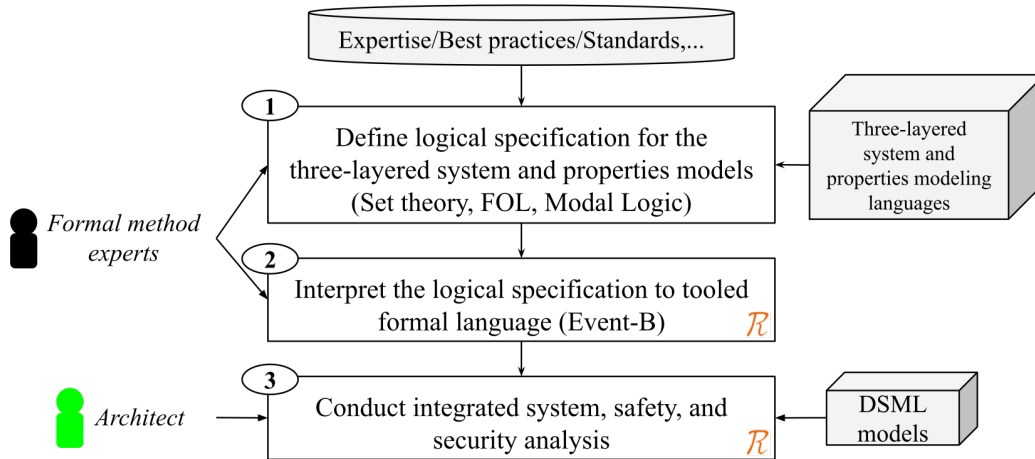 Expertise/Best practices/Standards,...
1
Define logical specification for the
three-layered system and properties models
(Set theory, FOL, Modal Logic)
Three-layered
system and
properties modeling
languages
Formal method
experts
2
Interpret the logical specification to tooled
formal language (Event-B)
R
3
Architect
Conduct integrated system, safety, and
security analysis
R
DSML
models